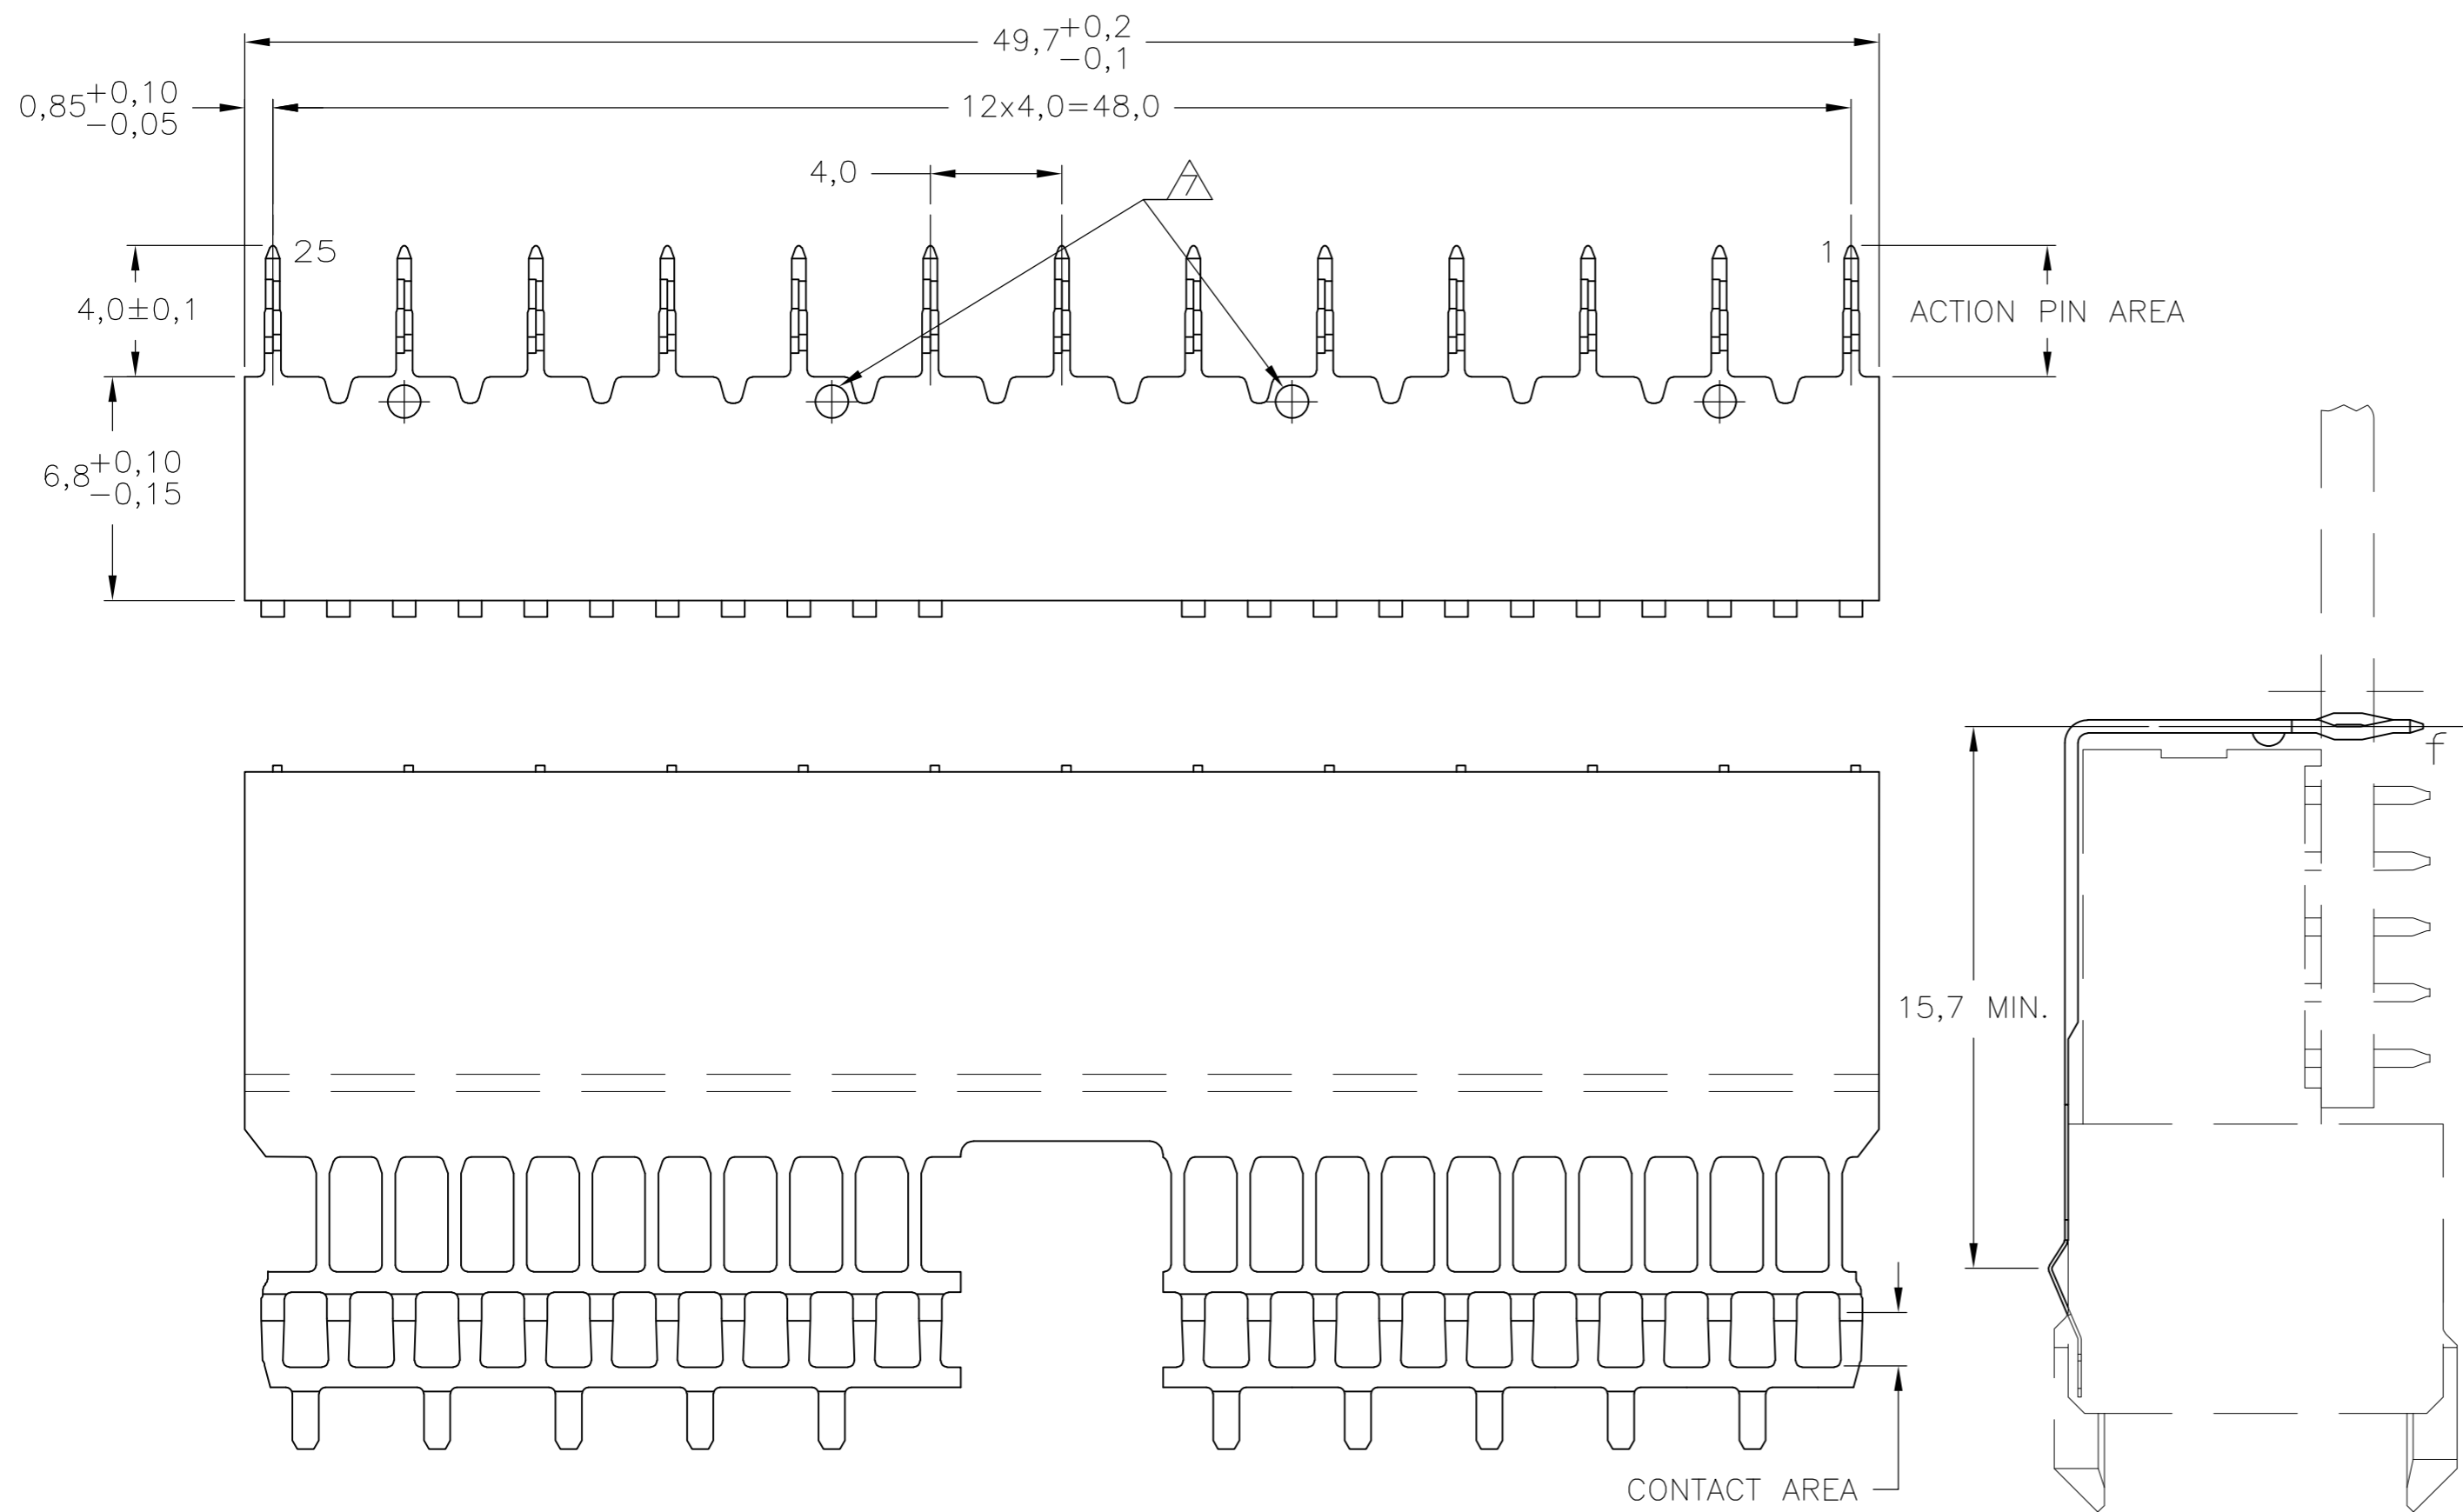 49,7 +0,2 -0,1
0,85 +0,10 -0,05
12x4,0=48,0
4,0
7
25
1
4,0±0,1
ACTION PIN AREA
6,8 +0,10 -0,15
f
15,7 MIN.
CONTACT AREA